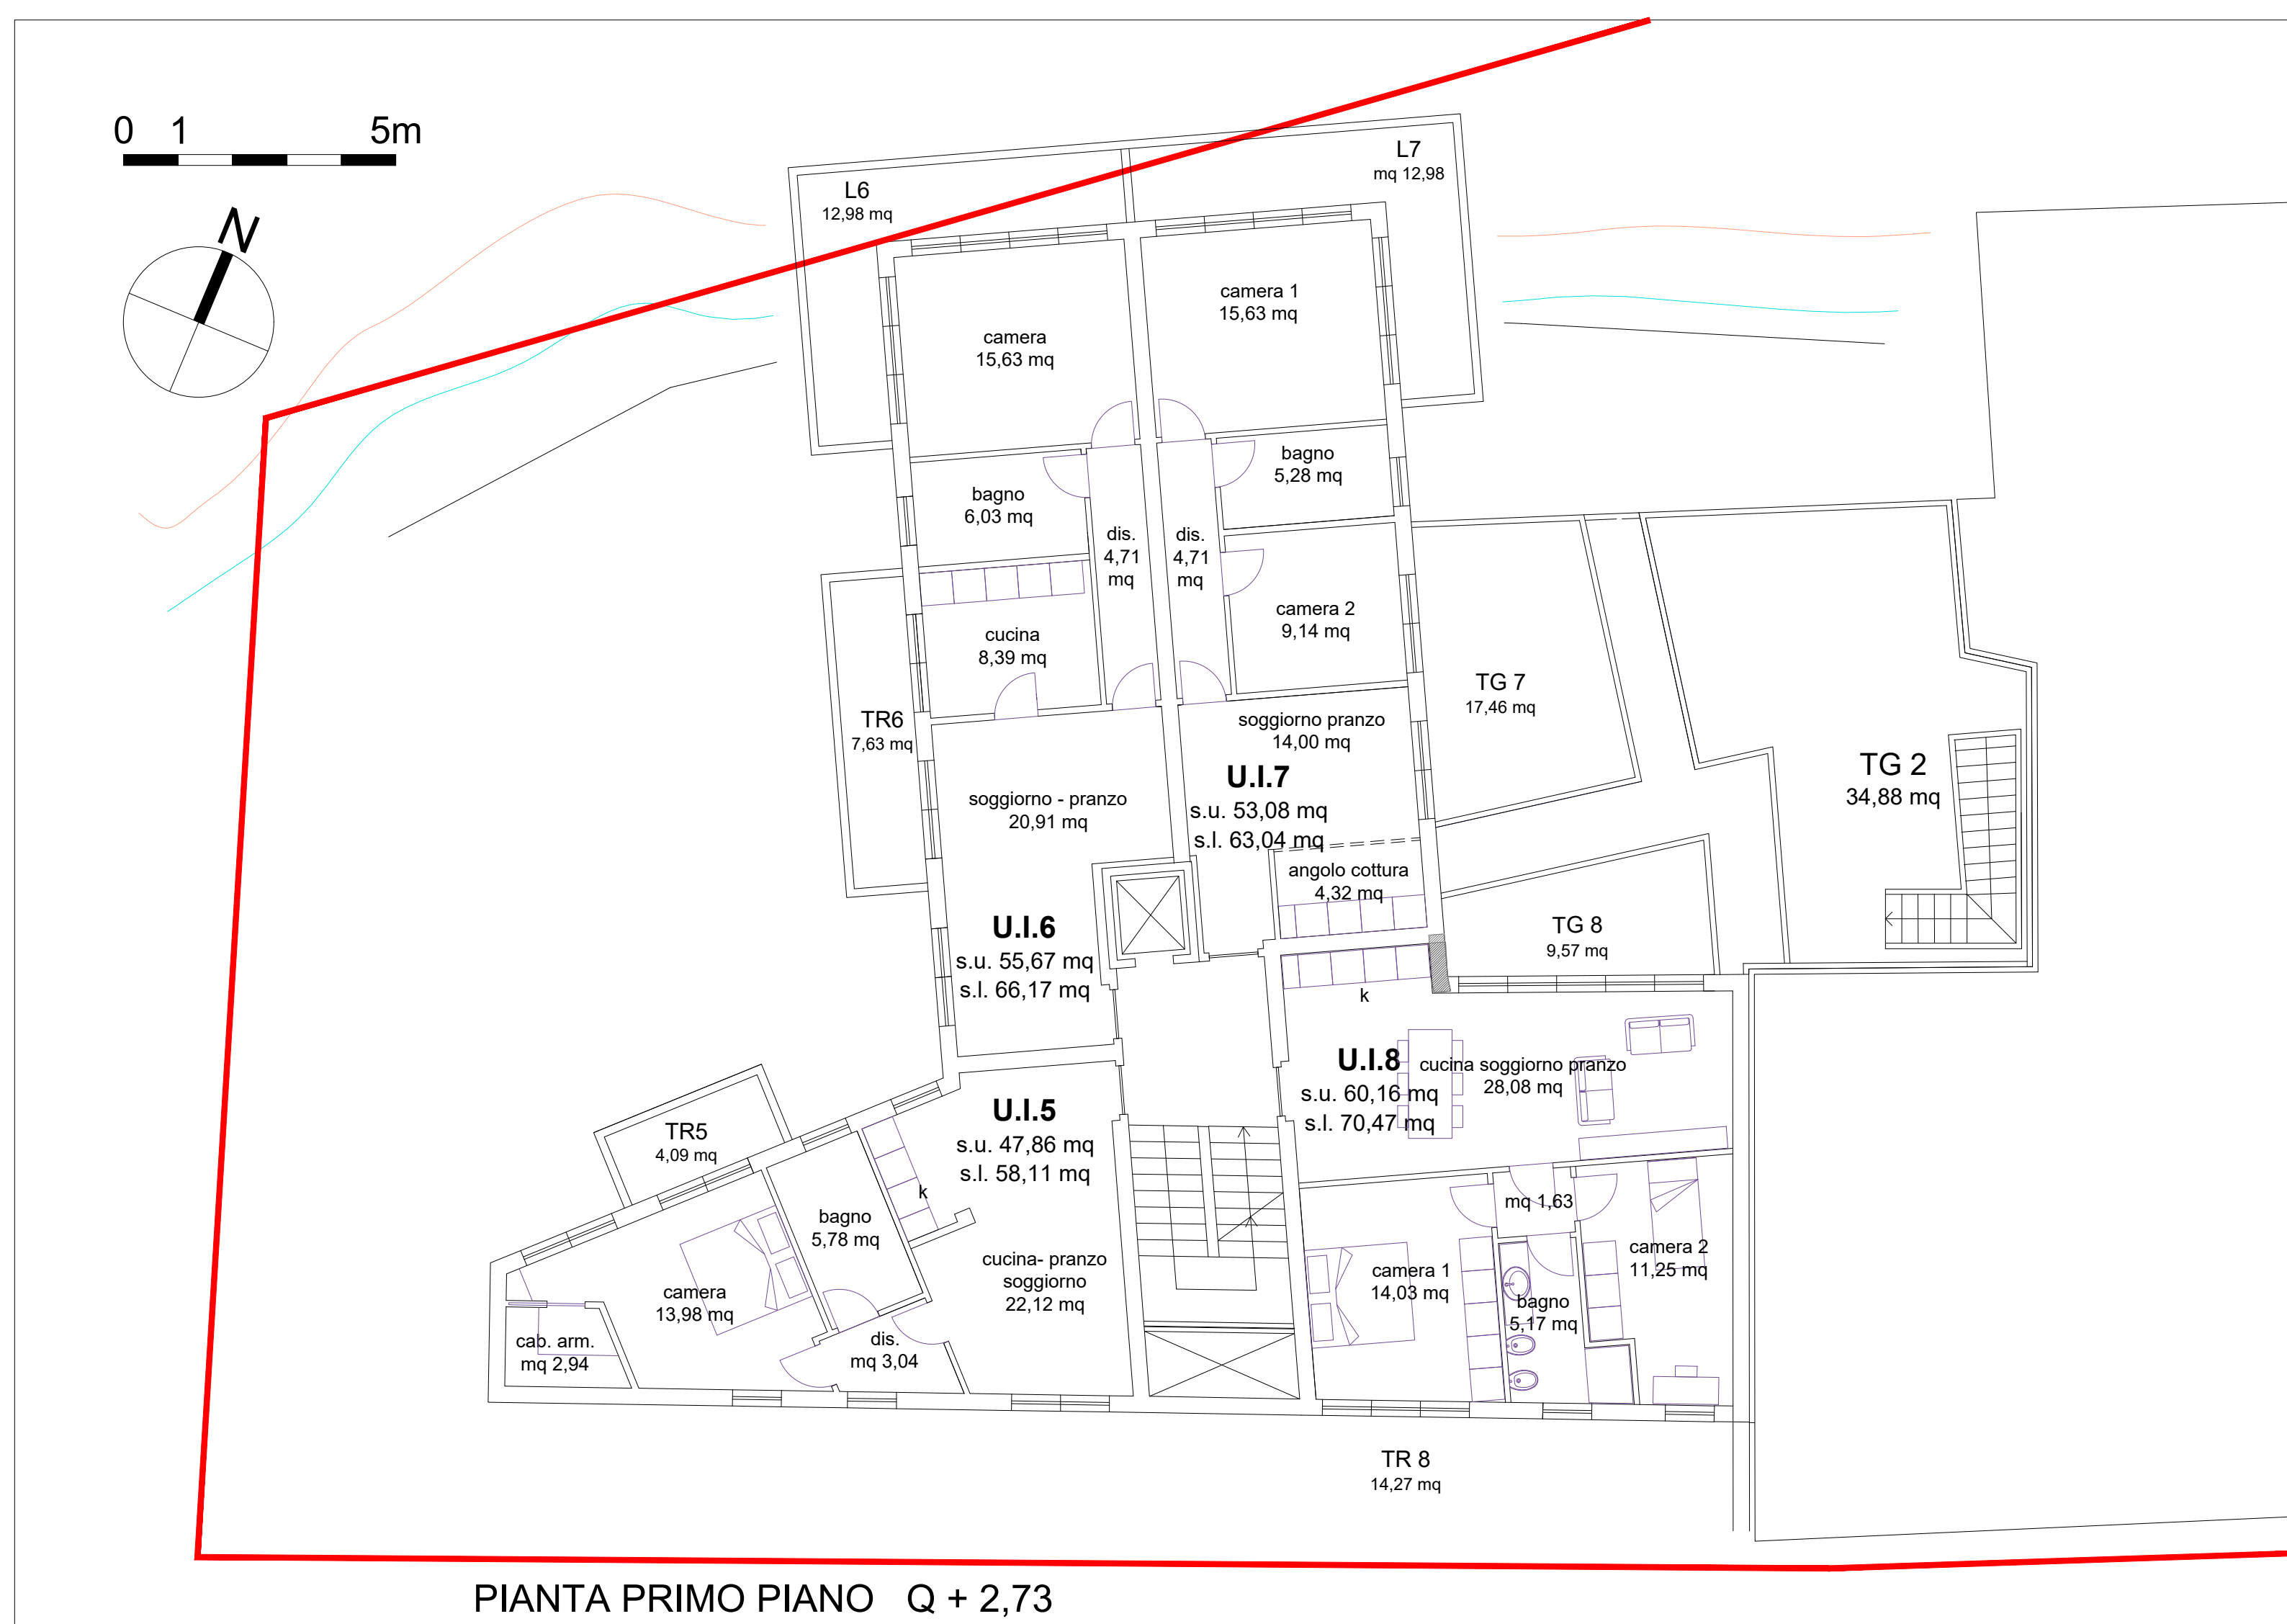 0 1 5m
N
L6
12,98 mq
L7
mq 12,98
camera
15,63 mq
camera 1
15,63 mq
bagno
6,03 mq
bagno
5,28 mq
dis.
4,71
mq
dis.
4,71
mq
cucina
8,39 mq
camera 2
9,14 mq
TR6
7,63 mq
TG 7
17,46 mq
TG 2
34,88 mq
soggiorno pranzo
14,00 mq
U.I.7
s.u. 53,08 mq
s.l. 63,04 mq
soggiorno - pranzo
20,91 mq
angolo cottura
4,32 mq
U.I.6
s.u. 55,67 mq
s.l. 66,17 mq
TG 8
9,57 mq
k
U.I.8
s.u. 60,16 mq
s.l. 70,47 mq
cucina soggiorno pranzo
28,08 mq
U.I.5
s.u. 47,86 mq
s.l. 58,11 mq
TR5
4,09 mq
k
bagno
5,78 mq
mq 1,63
cucina- pranzo
soggiorno
22,12 mq
camera
13,98 mq
camera 1
14,03 mq
camera 2
11,25 mq
bagno
5,17 mq
cab. arm.
mq 2,94
dis.
mq 3,04
TR 8
14,27 mq
PIANTA PRIMO PIANO Q + 2,73